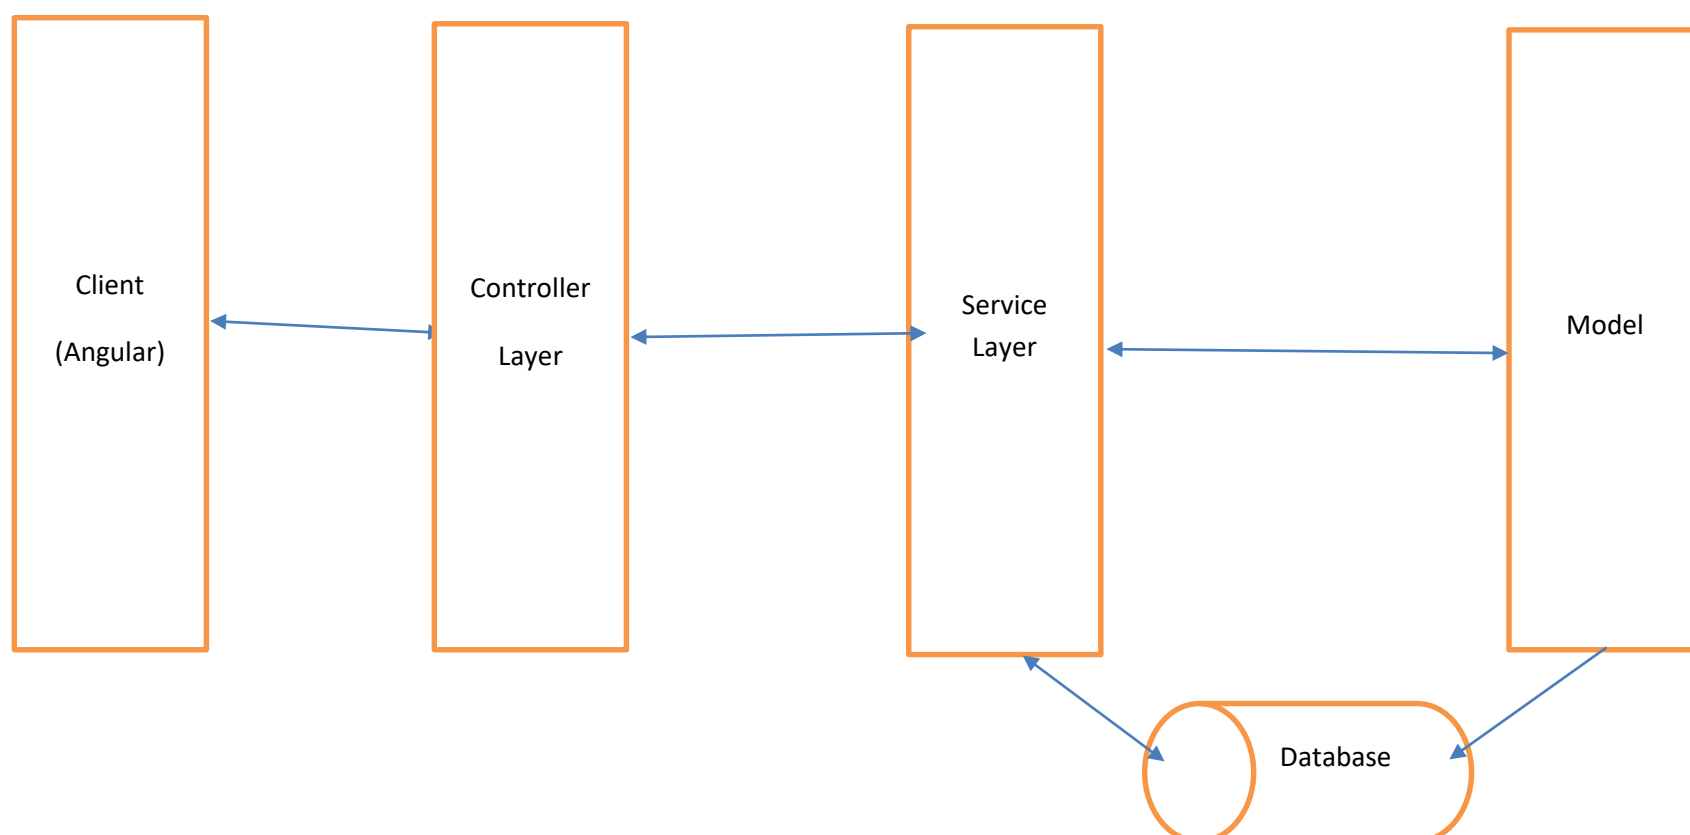 Client
(Angular)
Controller
Layer
Service
Layer
Model
Database